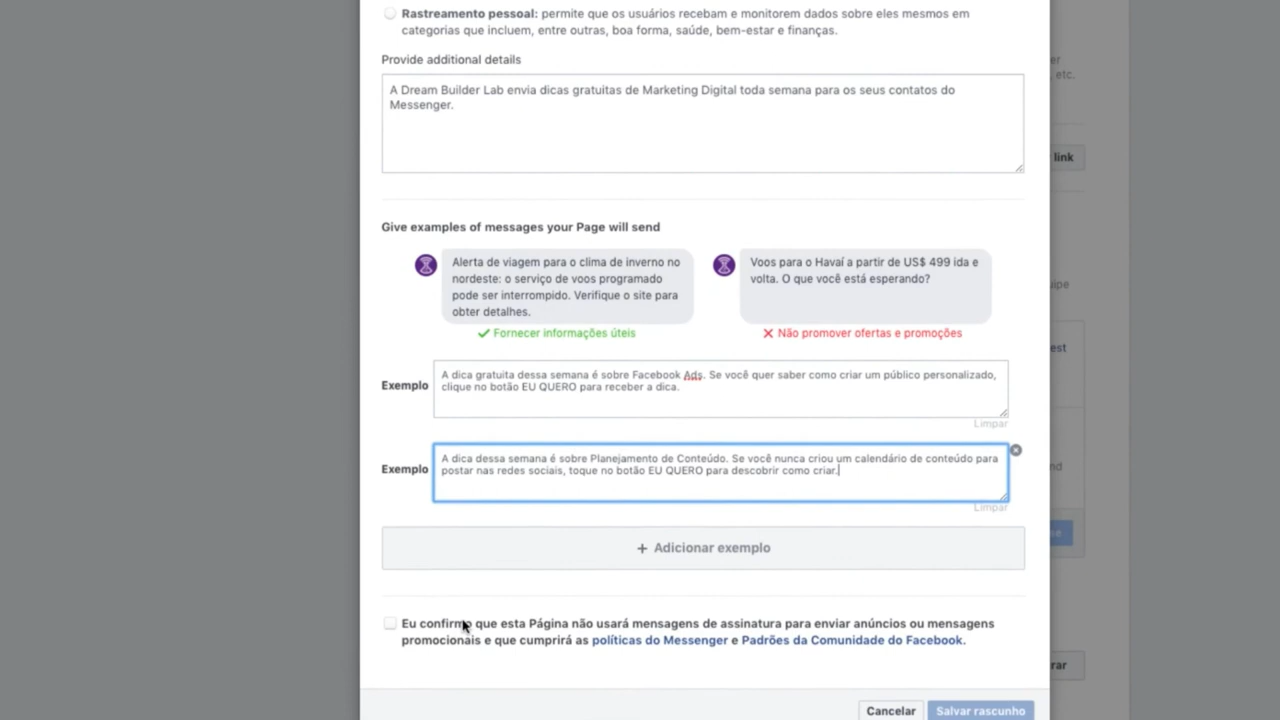 Rastreamento pessoal: permite que os usuários recebam e monitorem dados sobre eles mesmos em
categorias que incluem, entre outras, boa forma, saúde, bem-estar e finanças.
er
etc.
Provide additional details
A Dream Builder Lab envia dicas gratuitas de Marketing Digital toda semana para os seus contatos do
Messenger.
link
Give examples of messages your Page will send
Alerta de viagem para o clima de inverno no
nordeste: o serviço de voos programado
pode ser interrompido. Verifique o site para
obter detalhes.
Voos para o Havaí a partir de US$ 499 ida e
volta. O que você está esperando?
uipe
Fornecer informações úteis
Não promover ofertas e promoções
est
Exemplo
A dica gratuita dessa semana é sobre Facebook Ads. Se você quer saber como criar um público personalizado,
clique no botão EU QUERO para receber a dica.
Limpar
Exemplo
A dica dessa semana é sobre Planejamento de Conteúdo. Se você nunca criou um calendário de conteúdo para
postar nas redes sociais, toque no botão EU QUERO para descobrir como criar.
nd
Limpar
+ Adicionar exemplo
Eu confirmo que esta Página não usará mensagens de assinatura para enviar anúncios ou mensagens
promocionais e que cumprirá as políticas do Messenger e Padrões da Comunidade do Facebook.
rar
Cancelar
Salvar rascunho